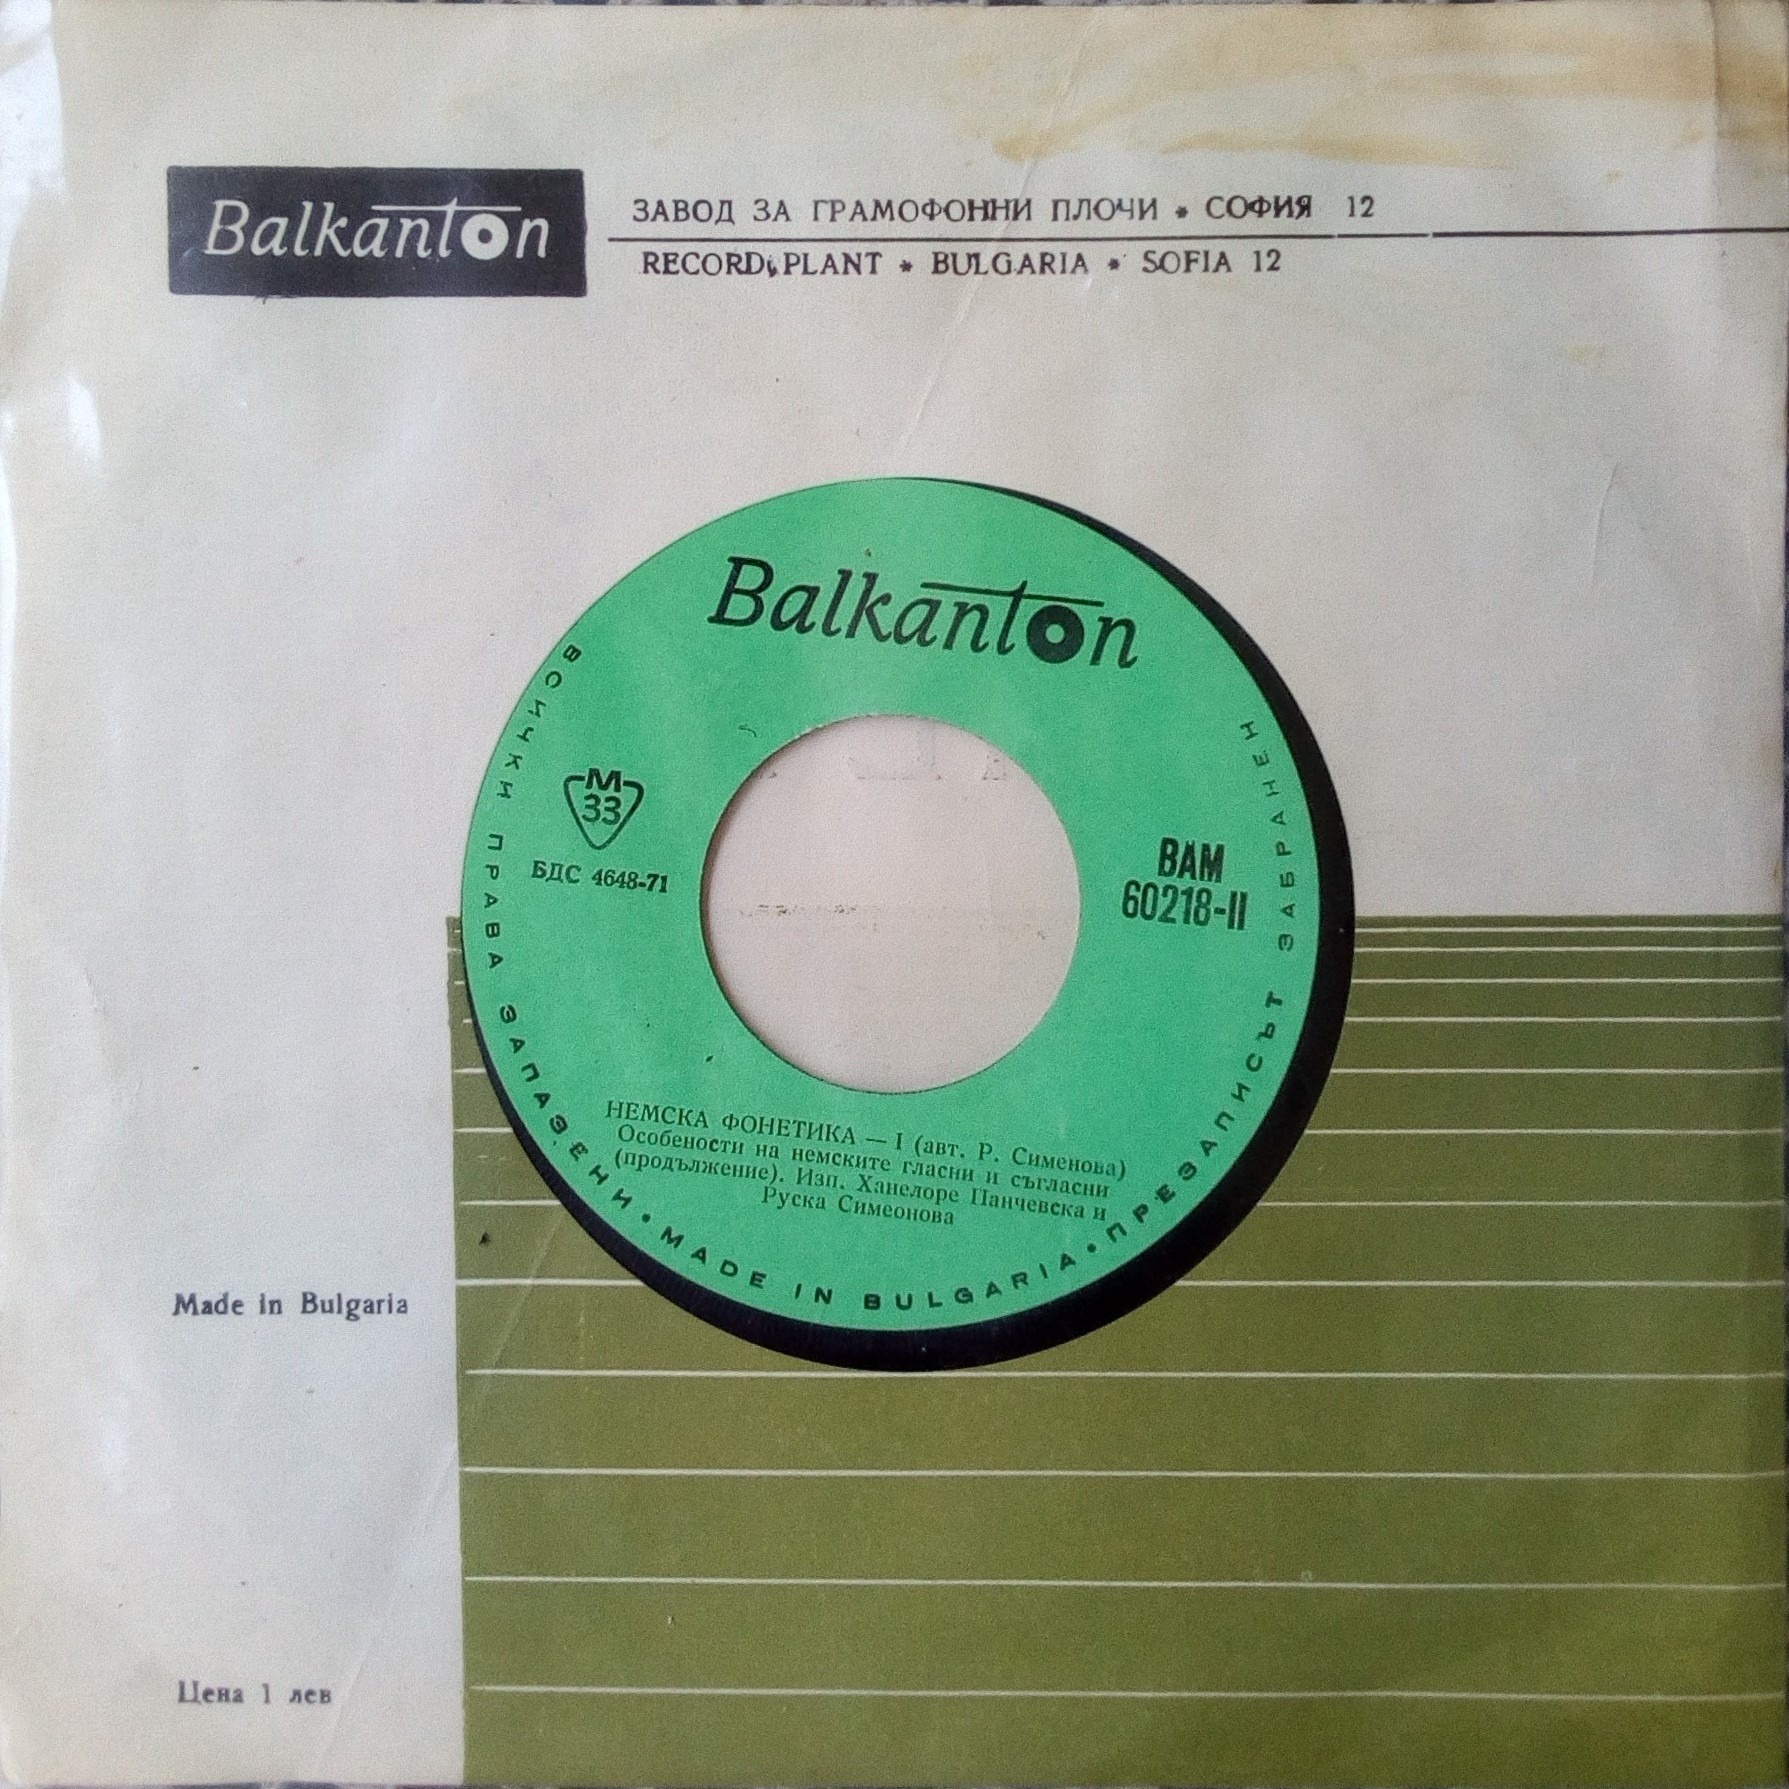 Balkanton
ЗАВОД ЗА ГРАМОФОННИ ПЛОЧИ * СОФИЯ 12
RECORD PLANT * BULGARIA * SOFIA 12
Balkanton
М
33
БДС 4648-71
ВАМ
60218-II
НЕМСКА ФОНЕТИКА — I (авт. Р. Сименова)
Особености на немските гласни и съгласни
(продължение). Изп. Ханелоре Панчевска и
Руска Симеонова
ВСИЧКИ ПРАВА ЗАПАЗЕНИ • MADE IN BULGARIA • ПРЕЗАПИСЪТ ЗАБРАНЕН
Made in Bulgaria
Цена 1 лев